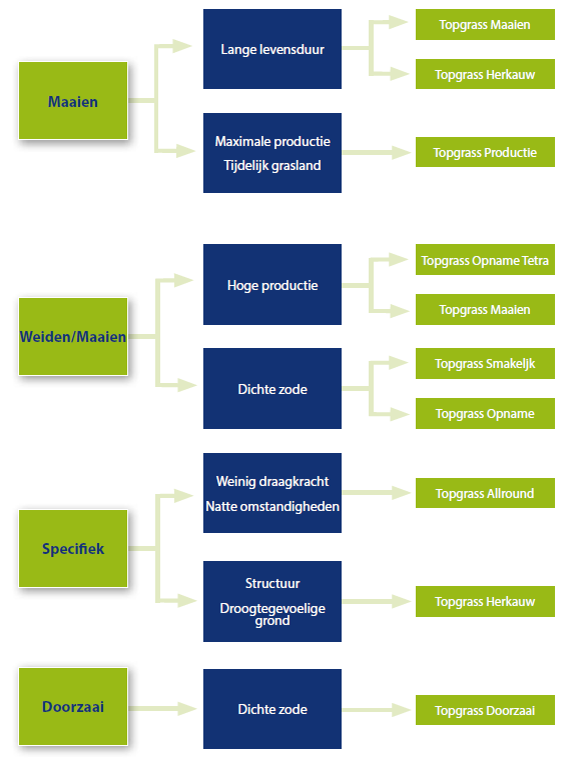 Maaien
Lange levensduur
Topgrass Maaien
Topgrass Herkauw
Maximale productie
Tijdelijk grasland
Topgrass Productie
Weiden/Maaien
Hoge productie
Topgrass Opname Tetra
Topgrass Maaien
Dichte zode
Topgrass Smakeljk
Topgrass Opname
Specifiek
Weinig draagkracht
Natte omstandigheden
Topgrass Allround
Structuur
Droogtegevoelige
grond
Topgrass Herkauw
Doorzaai
Dichte zode
Topgrass Doorzaai